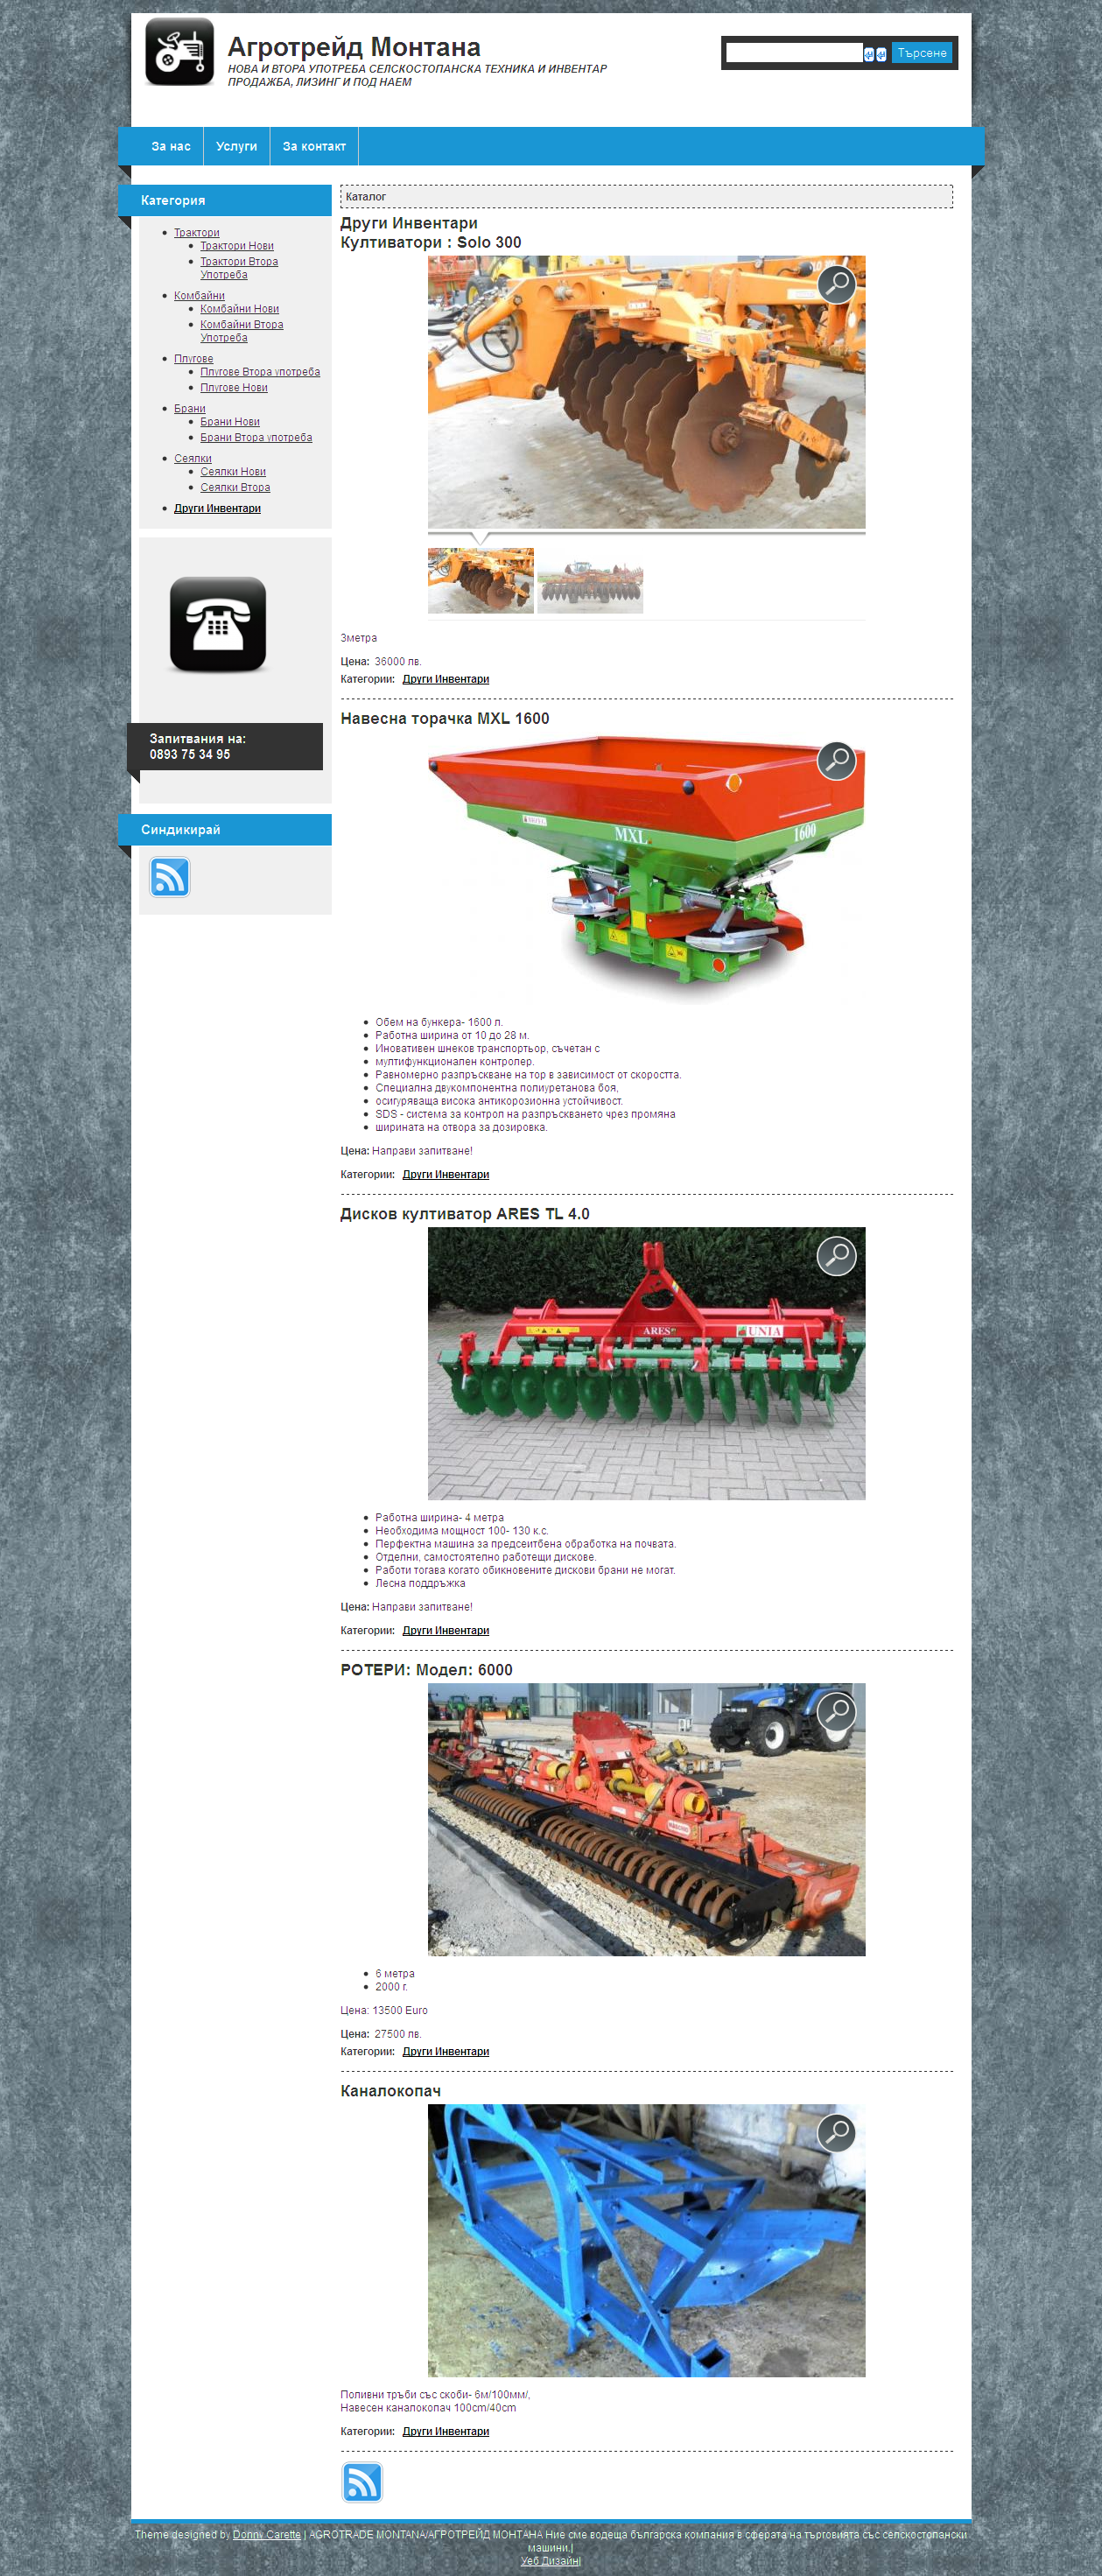 Агротрейд Монтана
НОВА И ВТОРА УПОТРЕБА СЕЛСКОСТОПАНСКА ТЕХНИКА И ИНВЕНТАР
ПРОДАЖБА, ЛИЗИНГ И ПОД НАЕМ
Търсене
За нас
Услуги
За контакт
Категория
Трактори
Трактори Нови
Трактори Втора
Употреба
Комбайни
Комбайни Нови
Комбайни Втора
Употреба
Плугове
Плугове Втора употреба
Плугове Нови
Брани
Брани Нови
Брани Втора употреба
Сеялки
Сеялки Нови
Сеялки Втора
Други Инвентари
Запитвания на:
0893 75 34 95
Синдикирай
Каталог
Други Инвентари
Култиватори : Solo 300
3метра
Цена: 36000 лв.
Категории: Други Инвентари
Навесна торачка MXL 1600
MXL
1600
Обем на бункера- 1600 л.
Работна ширина от 10 до 28 м.
Иновативен шнеков транспортьор, съчетан с
мултифункционален контролер.
Равномерно разпръскване на тор в зависимост от скоростта.
Специална двукомпонентна полиуретанова боя,
осигуряваща висока антикорозионна устойчивост.
SDS - система за контрол на разпръскването чрез промяна
ширината на отвора за дозировка.
Цена: Направи запитване!
Категории: Други Инвентари
Дисков култиватор ARES TL 4.0
ARES
UNIA
Работна ширина- 4 метра
Необходима мощност 100- 130 к.с.
Перфектна машина за предсеитбена обработка на почвата.
Отделни, самостоятелно работещи дискове.
Работи тогава когато обикновените дискови брани не могат.
Лесна поддръжка
Цена: Направи запитване!
Категории: Други Инвентари
РОТЕРИ: Модел: 6000
6 метра
2000 г.
Цена: 13500 Euro
Цена: 27500 лв.
Категории: Други Инвентари
Каналокопач
Поливни тръби със скоби- 6м/100мм/,
Навесен каналокопач 100cm/40cm
Категории: Други Инвентари
Theme designed by Donny Carette | AGROTRADE MONTANA/АГРОТРЕЙД МОНТАНА Ние сме водеща българска компания в сферата на търговията със селскостопански
машини.|
Уеб Дизайн|